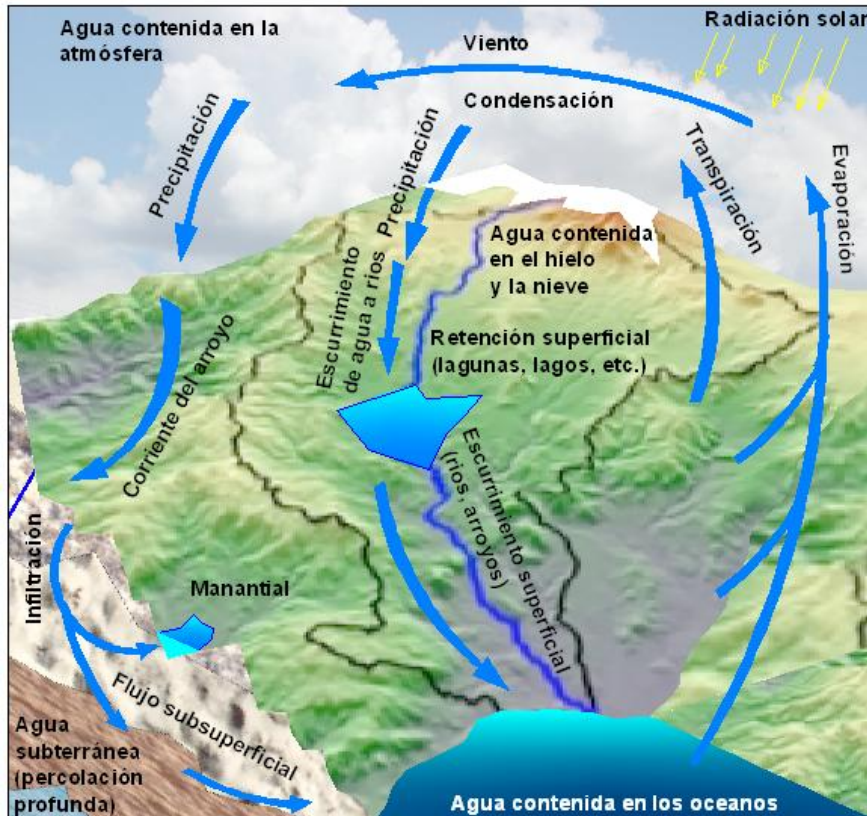 Agua contenida en la
atmósfera
Radiación solar
Viento
Condensación
Precipitación
Precipitación
Transpiración
Evaporación
Agua contenida
en el hielo
y la nieve
Escurrimiento
de agua a rios
Retención superficial
(lagunas, lagos, etc.)
Corriente del arroyo
Escurrimiento superficial
(rios, arroyos)
Infiltración
Manantial
Flujo subsuperficial
Agua
subterránea
(percolación
profunda)
Agua contenida en los oceanos